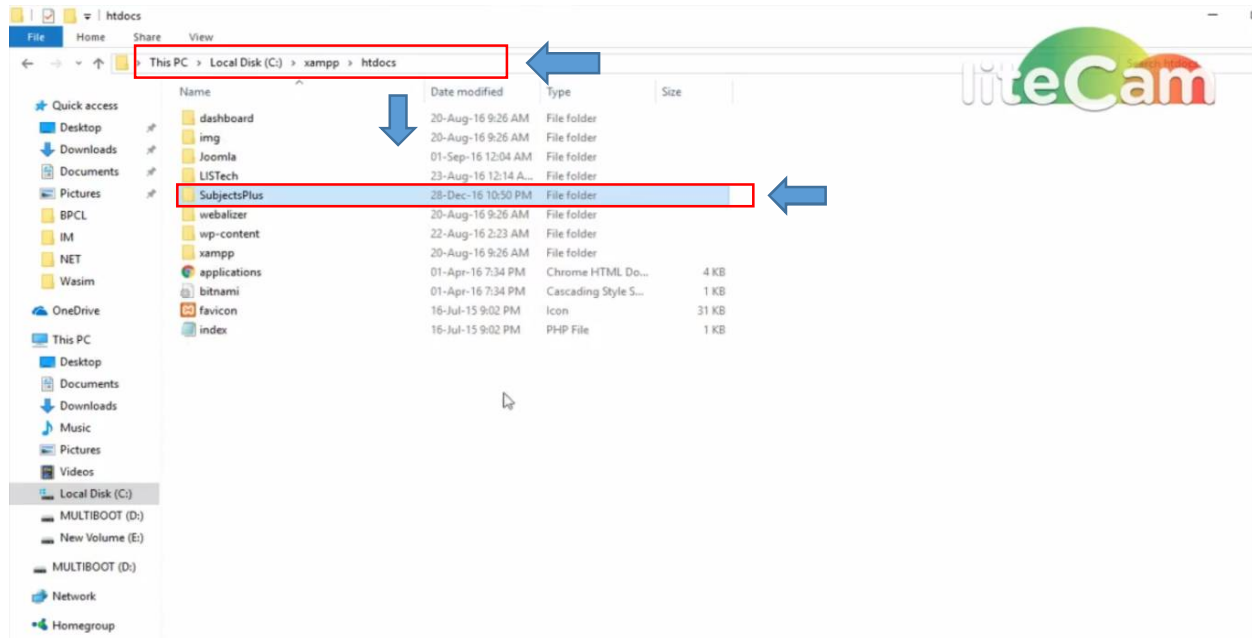 htdocs
File Home Share View
This PC > Local Disk (C:) > xampp > htdocs
Search htdocs
liteCam
Name Date modified Type Size
Quick access
Desktop
Downloads
Documents
Pictures
BPCL
IM
NET
Wasim
OneDrive
This PC
Desktop
Documents
Downloads
Music
Pictures
Videos
Local Disk (C:)
MULTIBOOT (D:)
New Volume (E:)
MULTIBOOT (D:)
Network
Homegroup
dashboard 20-Aug-16 9:26 AM File folder
img 20-Aug-16 9:26 AM File folder
Joomla 01-Sep-16 12:04 AM File folder
LISTech 23-Aug-16 12:14 A... File folder
SubjectsPlus 28-Dec-16 10:50 PM File folder
webalizer 20-Aug-16 9:26 AM File folder
wp-content 22-Aug-16 2:23 AM File folder
xampp 20-Aug-16 9:26 AM File folder
applications 01-Apr-16 7:34 PM Chrome HTML Do... 4 KB
bitnami 01-Apr-16 7:34 PM Cascading Style S... 1 KB
favicon 16-Jul-15 9:02 PM Icon 31 KB
index 16-Jul-15 9:02 PM PHP File 1 KB